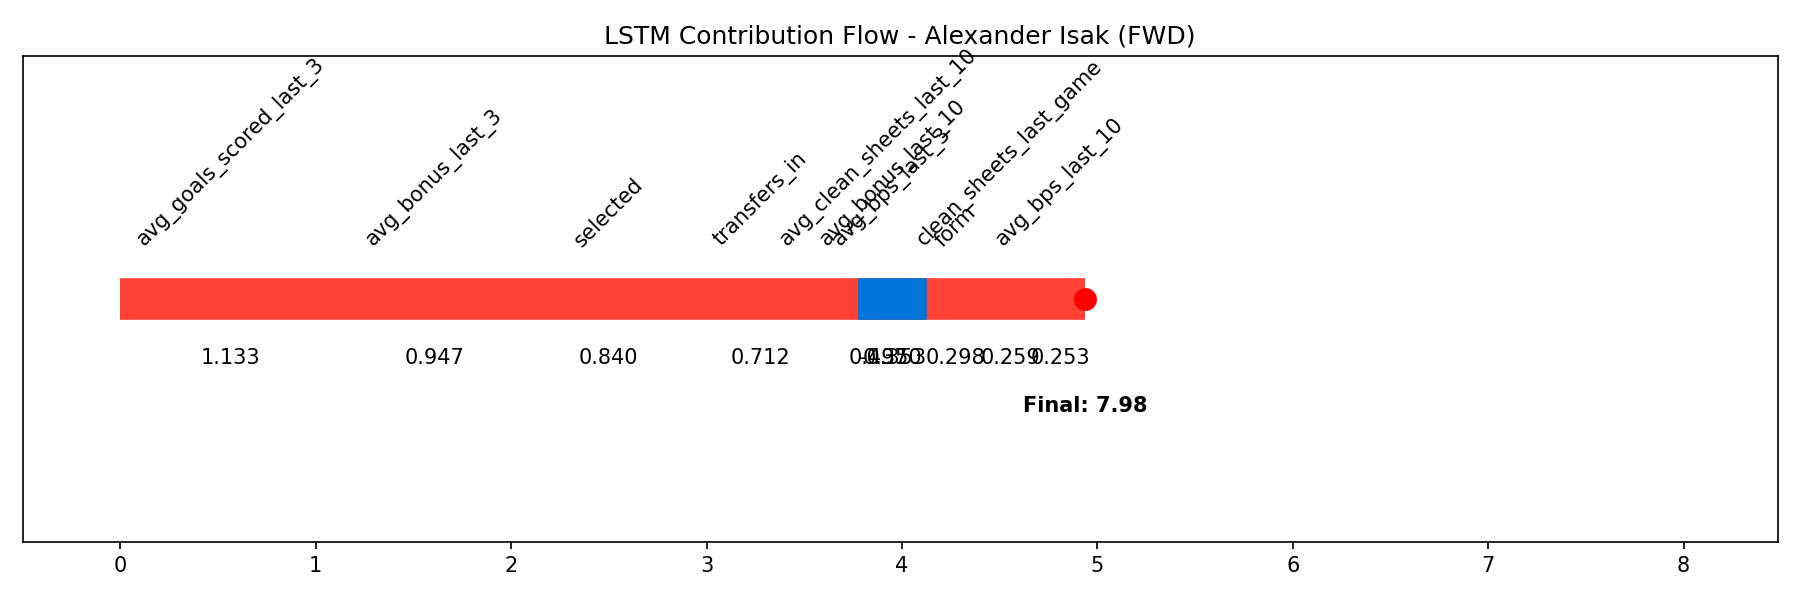 LSTM Contribution Flow - Alexander Isak (FWD)
avg_goals_scored_last_3
avg_bonus_last_3
selected
transfers_in
avg_clean_sheets_last_10
avg_bonus_last_10
avg_bps_last_3
clean_sheets_last_game
form
avg_bps_last_10
1.133
0.947
0.840
0.712
0.298
0.259
0.253
Final: 7.98
0
1
2
3
4
5
6
7
8